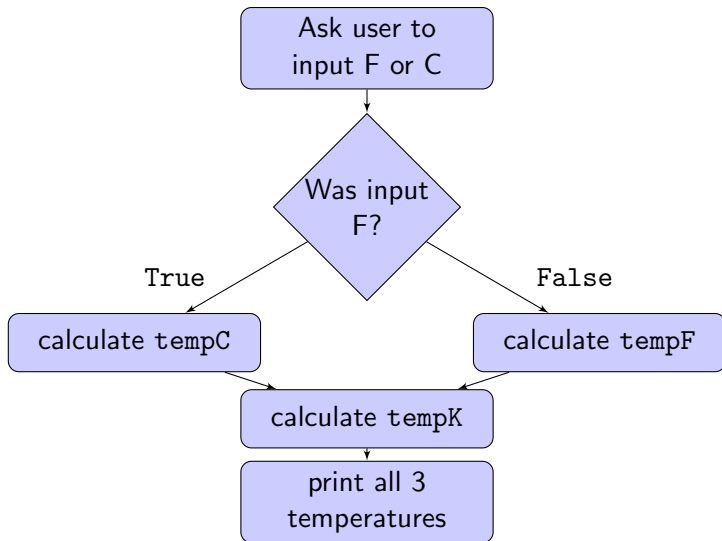 Ask user to
input F or C
Was input
F?
True
False
calculate tempC
calculate tempF
calculate tempK
print all 3
temperatures